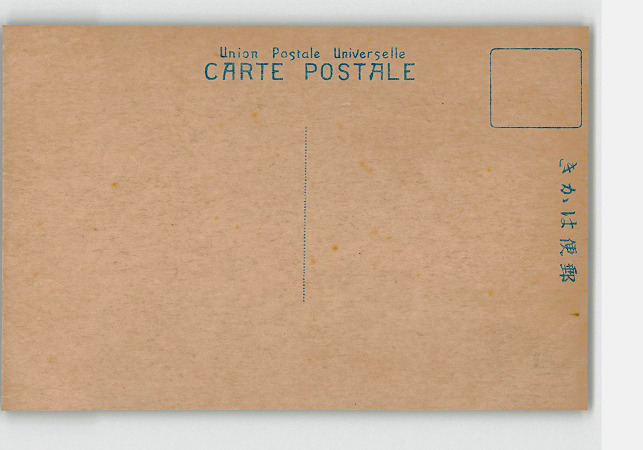 Union Postale Universelle
CARTE POSTALE
郵便はかき